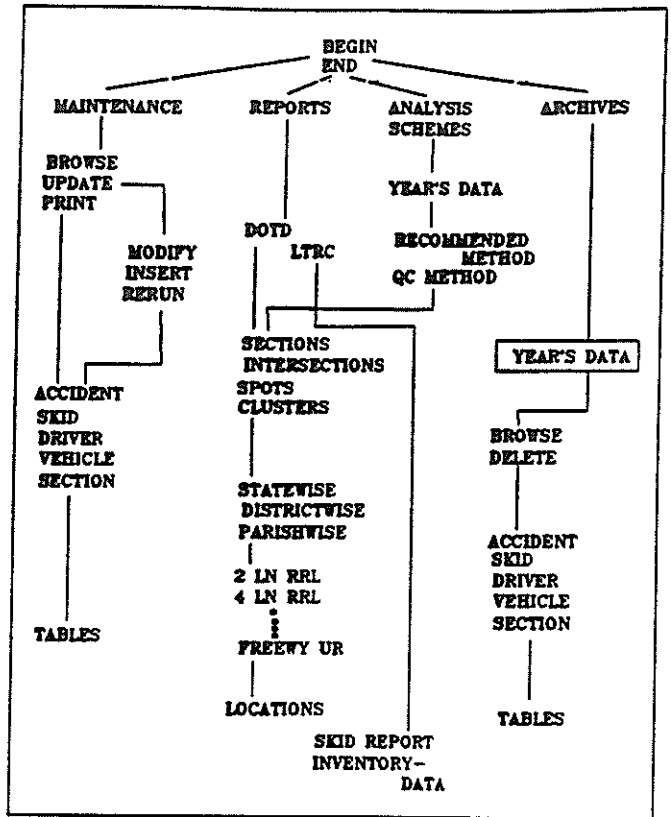 BEGIN
END
MAINTENANCE
REPORTS
ANALYSIS
SCHEMES
ARCHIVES
BROWSE
UPDATE
PRINT
MODIFY
INSERT
RERUN
ACCIDENT
SKID
DRIVER
VEHICLE
SECTION
TABLES
DOTD
LTRC
YEAR'S DATA
RECOMMENDED
METHOD
QC METHOD
SECTIONS
INTERSECTIONS
SPOTS
CLUSTERS
STATEWISE
DISTRICTWISE
PARISHWISE
2 LN RRL
4 LN RRL
FREEWY UR
LOCATIONS
SKID REPORT
INVENTORY-
DATA
YEAR'S DATA
BROWSE
DELETE
ACCIDENT
SKID
DRIVER
VEHICLE
SECTION
TABLES